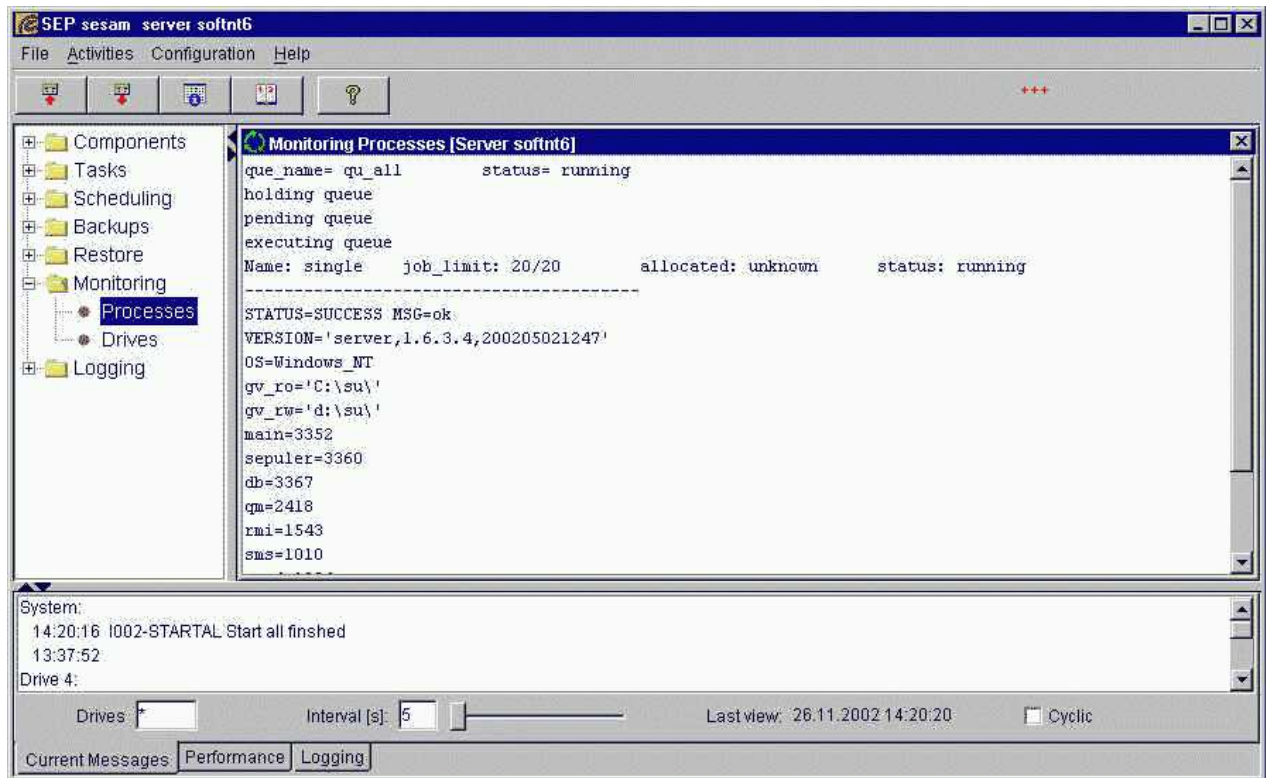 SEP sesam server softnt6
File Activities Configuration Help
+++
Components
Tasks
Scheduling
Backups
Restore
Monitoring
Processes
Drives
Logging
Monitoring Processes [Server softnt6]
que_name= qu_all status= running
holding queue
pending queue
executing queue
Name: single job_limit: 20/20 allocated: unknown status: running
----------------------------------------
STATUS=SUCCESS MSG=ok
VERSION='server,1.6.3.4,200205021247'
OS=Windows_NT
gv_ro='C:\su\'
gv_rw='d:\su\'
main=3352
sepuler=3360
db=3367
qm=2418
rmi=1543
sms=1010
System:
14:20:16 I002-STARTAL Start all finshed
13:37:52
Drive 4:
Drives * Interval [s]: 5 Last view: 26.11.2002 14:20:20 Cyclic
Current Messages Performance Logging